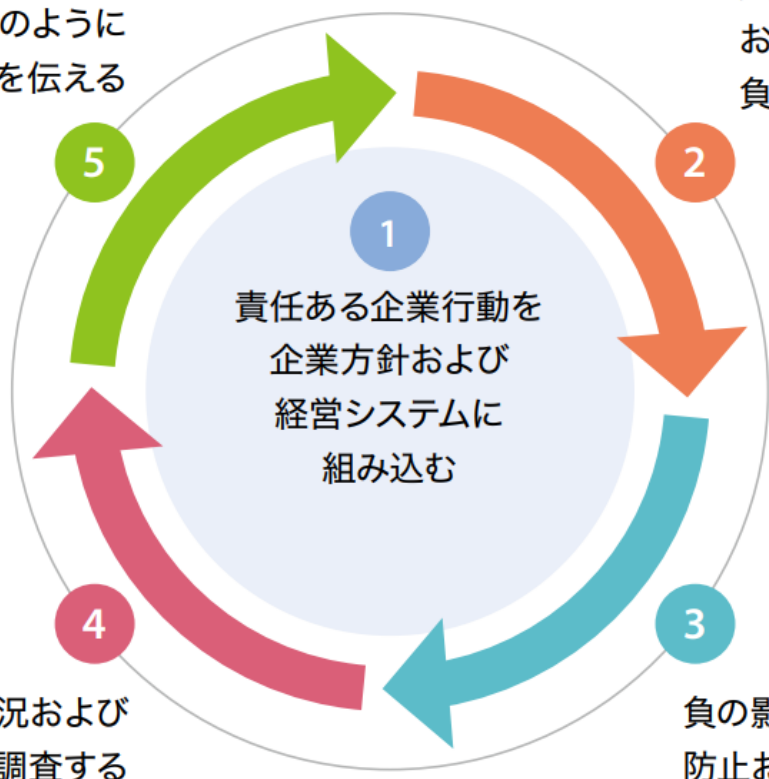 のように
を伝える
5
お
負
2
1
責任ある企業行動を
企業方針および
経営システムに
組み込む
4
況および
調査する
3
負の影
防止お